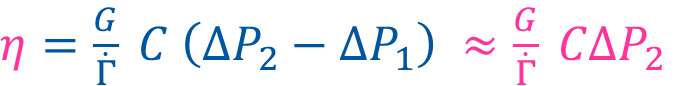 η = G/Γ̇ C (ΔP₂ − ΔP₁) ≈ G/Γ̇ CΔP₂